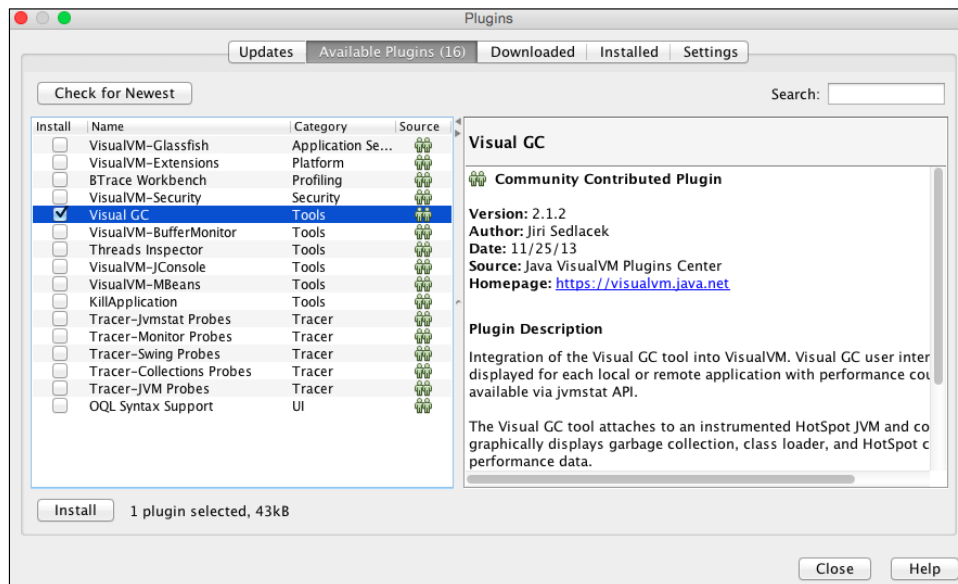 Plugins
Updates
Available Plugins (16)
Downloaded
Installed
Settings
Check for Newest
Search:
Install Name Category Source
VisualVM-Glassfish Application Se...
VisualVM-Extensions Platform
BTrace Workbench Profiling
VisualVM-Security Security
Visual GC Tools
VisualVM-BufferMonitor Tools
Threads Inspector Tools
VisualVM-JConsole Tools
VisualVM-MBeans Tools
KillApplication Tools
Tracer-Jvmstat Probes Tracer
Tracer-Monitor Probes Tracer
Tracer-Swing Probes Tracer
Tracer-Collections Probes Tracer
Tracer-JVM Probes Tracer
OQL Syntax Support UI
Visual GC
Community Contributed Plugin
Version: 2.1.2
Author: Jiri Sedlacek
Date: 11/25/13
Source: Java VisualVM Plugins Center
Homepage: https://visualvm.java.net
Plugin Description
Integration of the Visual GC tool into VisualVM. Visual GC user inter
displayed for each local or remote application with performance cou
available via jvmstat API.
The Visual GC tool attaches to an instrumented HotSpot JVM and co
graphically displays garbage collection, class loader, and HotSpot c
performance data.
Install
1 plugin selected, 43kB
Close
Help